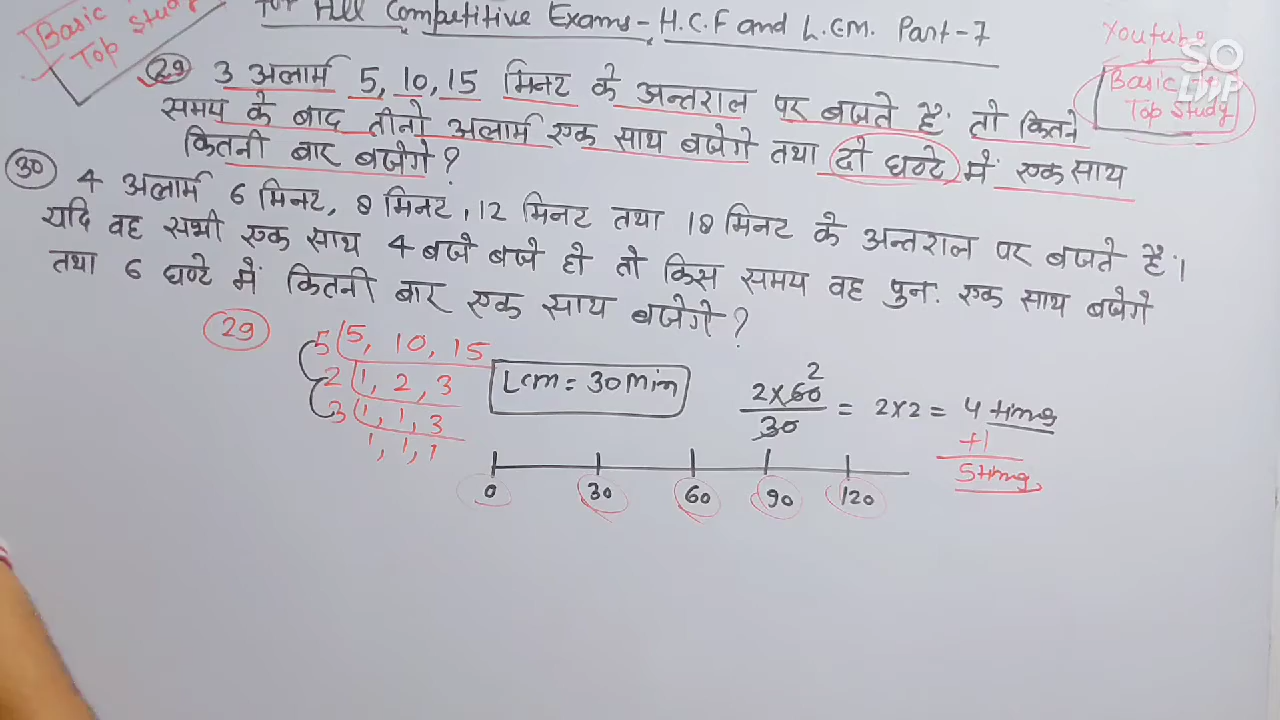 Basic
Top Study
Top All Competitive Exams - H.C.F and L.C.M. Part-7
Youtube
Basic
Top Study
SO
29 3 अलार्म 5, 10, 15 मिनट के अन्तराल पर बजते है तो कितने
समय के बाद तीनो अलार्म एक साथ बजेगे तथा दो घण्टे में एक साथ
कितनी बार बजेगे ?
30 4 अलार्म 6 मिनट, 8 मिनट, 12 मिनट तथा 18 मिनट के अन्तराल पर बजते है।
यदि वह सभी एक साथ 4 बजे बजे हो तो किस समय वह पुनः एक साथ बजेगे
तथा 6 घण्टे में कितनी बार एक साथ बजेगे ?
29
5 5, 10, 15
2 1, 2, 3
3 1, 1, 3
1, 1, 1
Lcm = 30 Min
2
2×60
30
= 2×2 = 4 times
+1
5 times
0 30 60 90 120